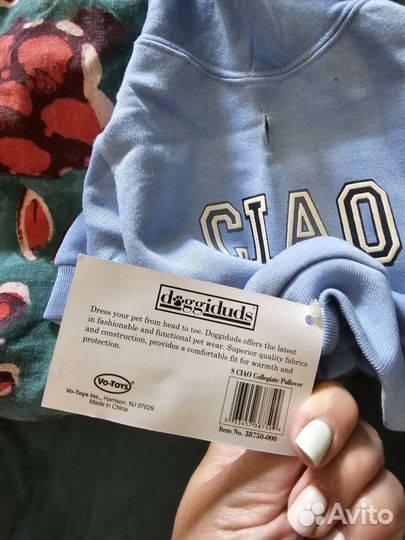 CIAO
doggiduds
Dress your pet from head to toe. Doggiduds offers the latest
in fashionable and functional pet wear. Superior quality fabrics
and construction, provides a comfortable fit for warmth and
protection.
S CIAO Collegiate Pullover
VO-TOYS
Vo-Toys Inc., Harrison, NJ 07029
Made in China
Item No. 38750-000
Avito